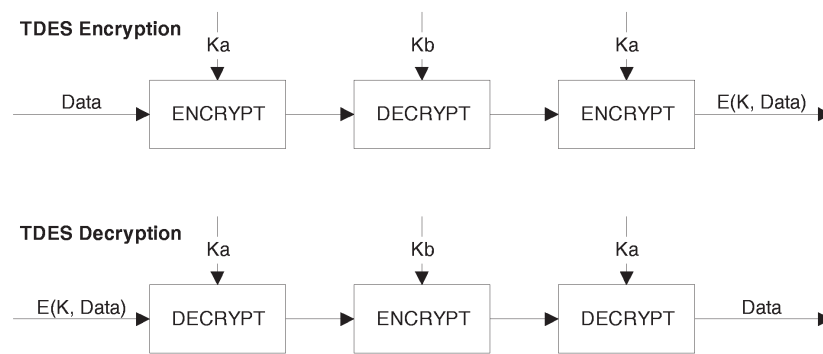 TDES Encryption
Ka
Kb
Ka
Data
ENCRYPT
DECRYPT
ENCRYPT
E(K, Data)
TDES Decryption
Ka
Kb
Ka
E(K, Data)
DECRYPT
ENCRYPT
DECRYPT
Data